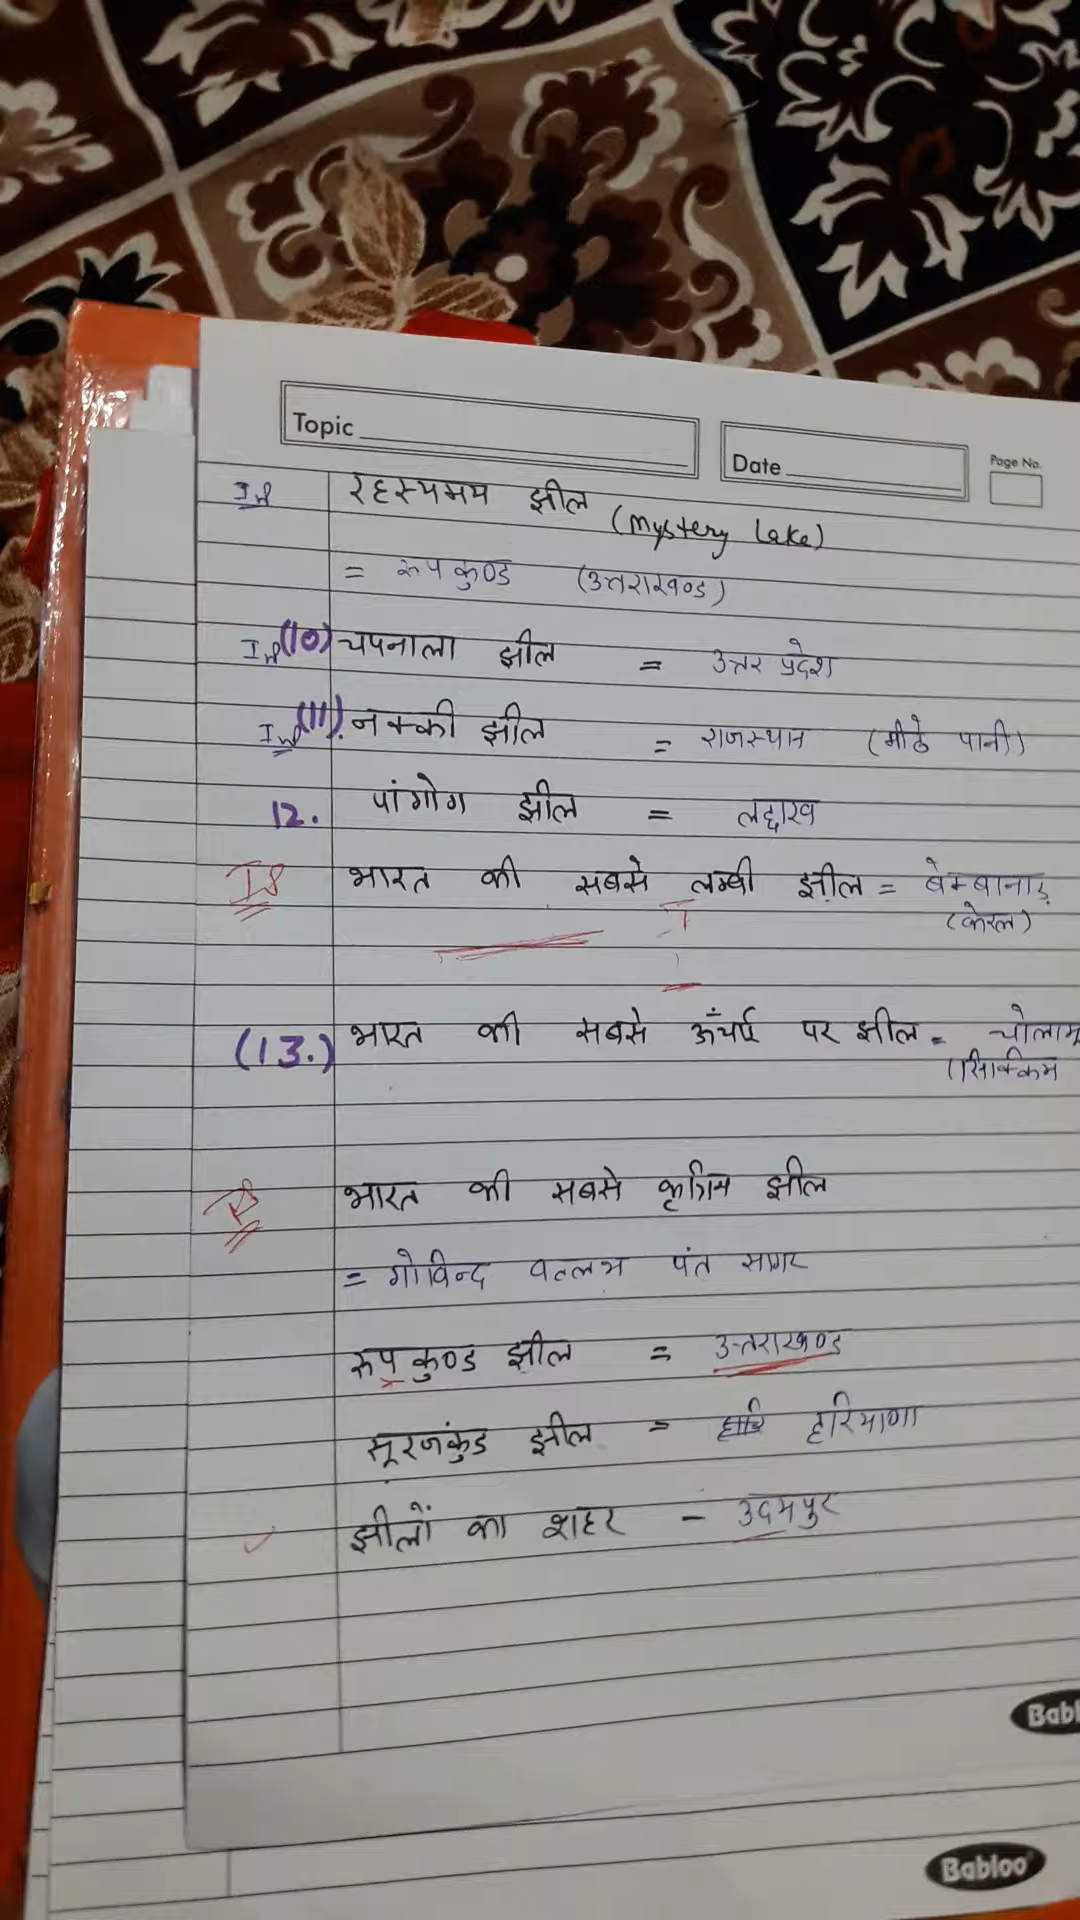 Topic
Date
Page No.
Imp रहस्यमय झील (Mystery lake)
= रुपकुण्ड (उत्तराखण्ड)
Imp (10) चपनाला झील = उत्तर प्रदेश
Imp (11). नक्की झील = राजस्थान (मीठे पानी)
12. पांगोग झील = लद्दाख
भारत की सबसे लम्बी झील = बेम्बानाड़
(केरल)
(13.) भारत की सबसे ऊँचाई पर झील = चोलामू
(सिक्किम
भारत की सबसे कृत्रिम झील
= गोविन्द वल्लभ पंत सागर
रुपकुण्ड झील = उत्तराखण्ड
सूरजकुंड झील = हरियाणा
झीलों का शहर - उदयपुर
Babl
Babloo